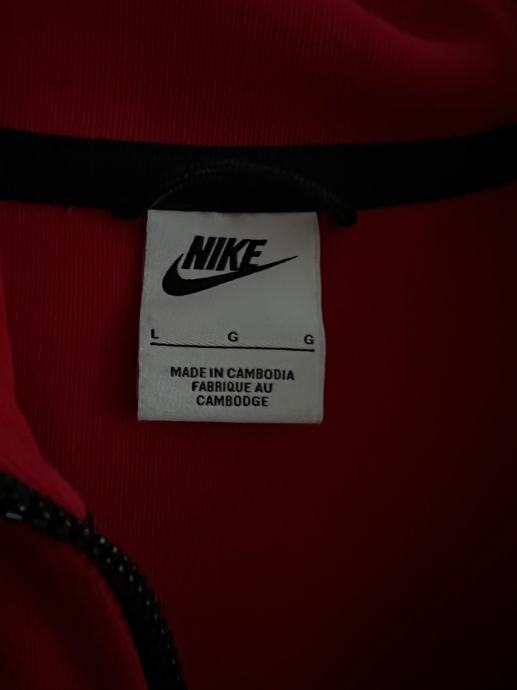 NIKE
L G G
MADE IN CAMBODIA
FABRIQUE AU
CAMBODGE